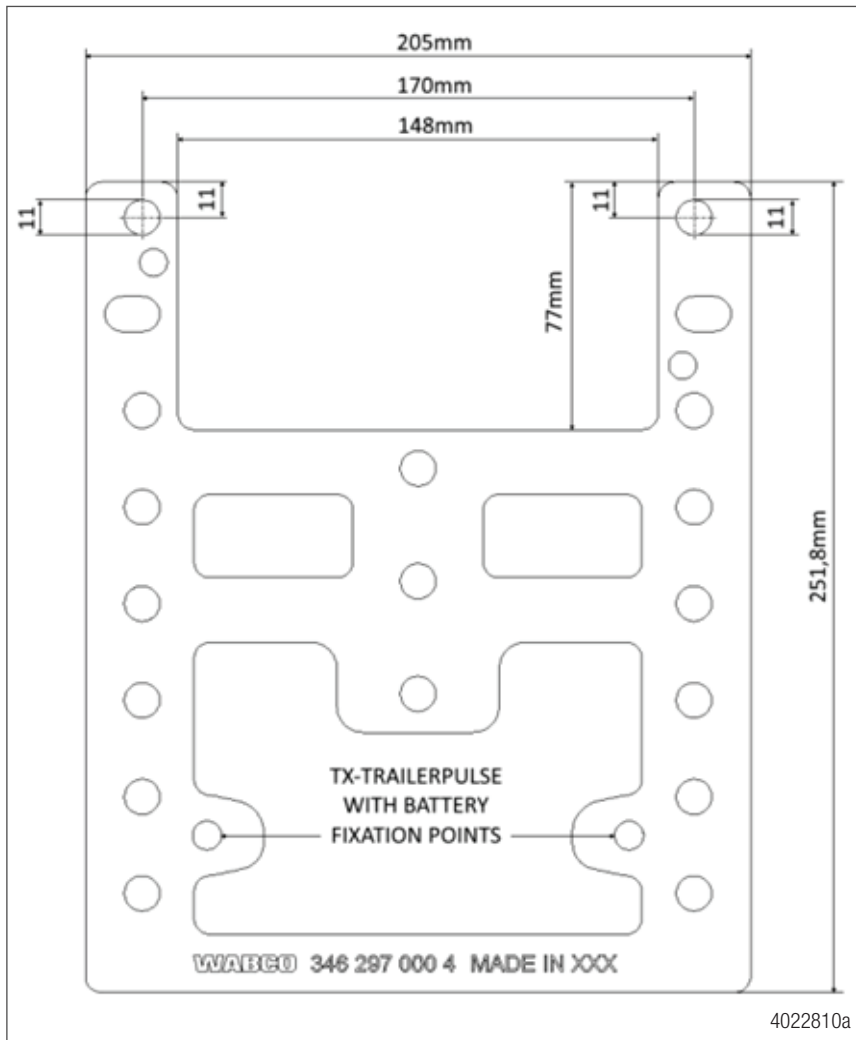 205mm
170mm
148mm
11
11
11
11
77mm
251,8mm
TX-TRAILERPULSE
WITH BATTERY
FIXATION POINTS
WABCO 346 297 000 4 MADE IN XXX
4022810a